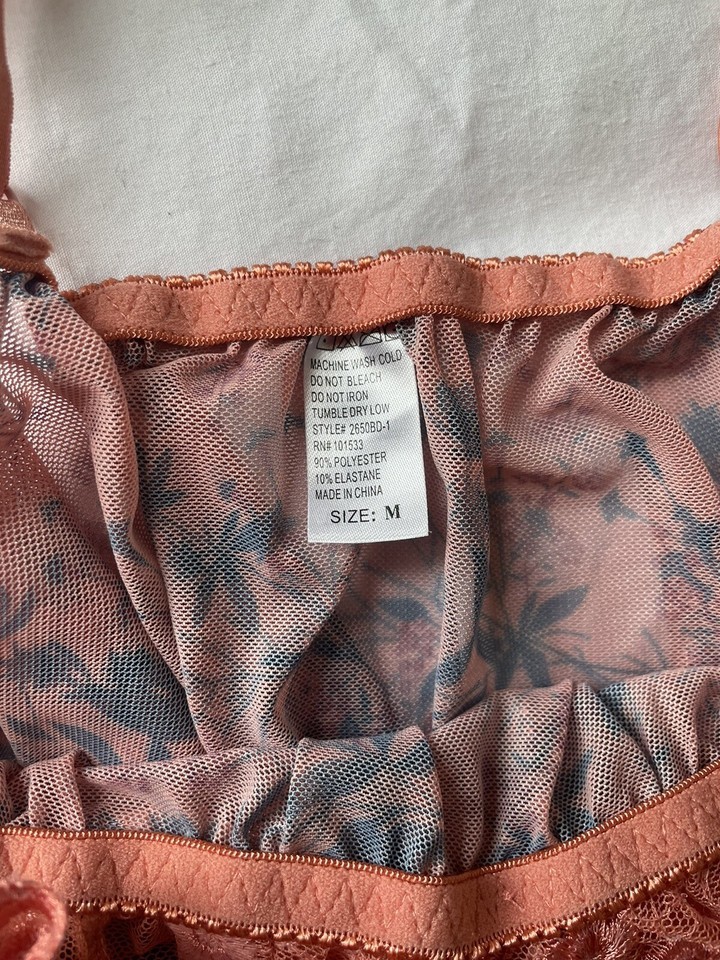 MACHINE WASH COLD
DO NOT BLEACH
DO NOT IRON
TUMBLE DRY LOW
STYLE# 2650BD-1
RN# 101533
90% POLYESTER
10% ELASTANE
MADE IN CHINA
SIZE: M